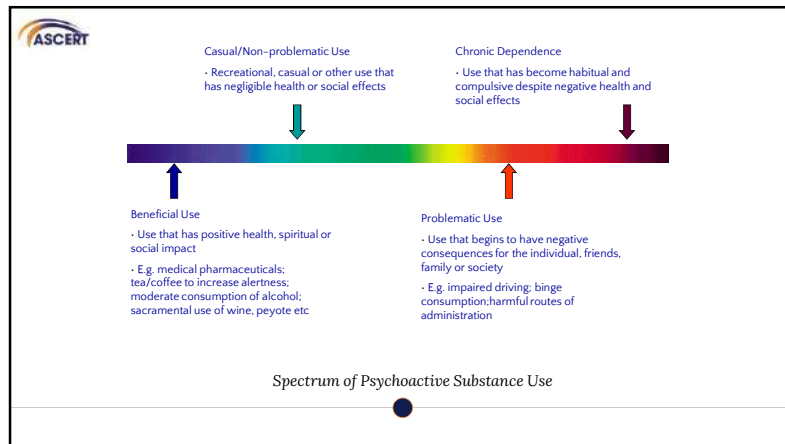 ASCERT
Casual/Non-problematic Use
• Recreational, casual or other use that
has negligible health or social effects
Chronic Dependence
• Use that has become habitual and
compulsive despite negative health and
social effects
Beneficial Use
• Use that has positive health, spiritual or
social impact
• E.g. medical pharmaceuticals;
tea/coffee to increase alertness;
moderate consumption of alcohol;
sacramental use of wine, peyote etc
Problematic Use
• Use that begins to have negative
consequences for the individual, friends,
family or society
• E.g. impaired driving; binge
consumption;harmful routes of
administration
Spectrum of Psychoactive Substance Use